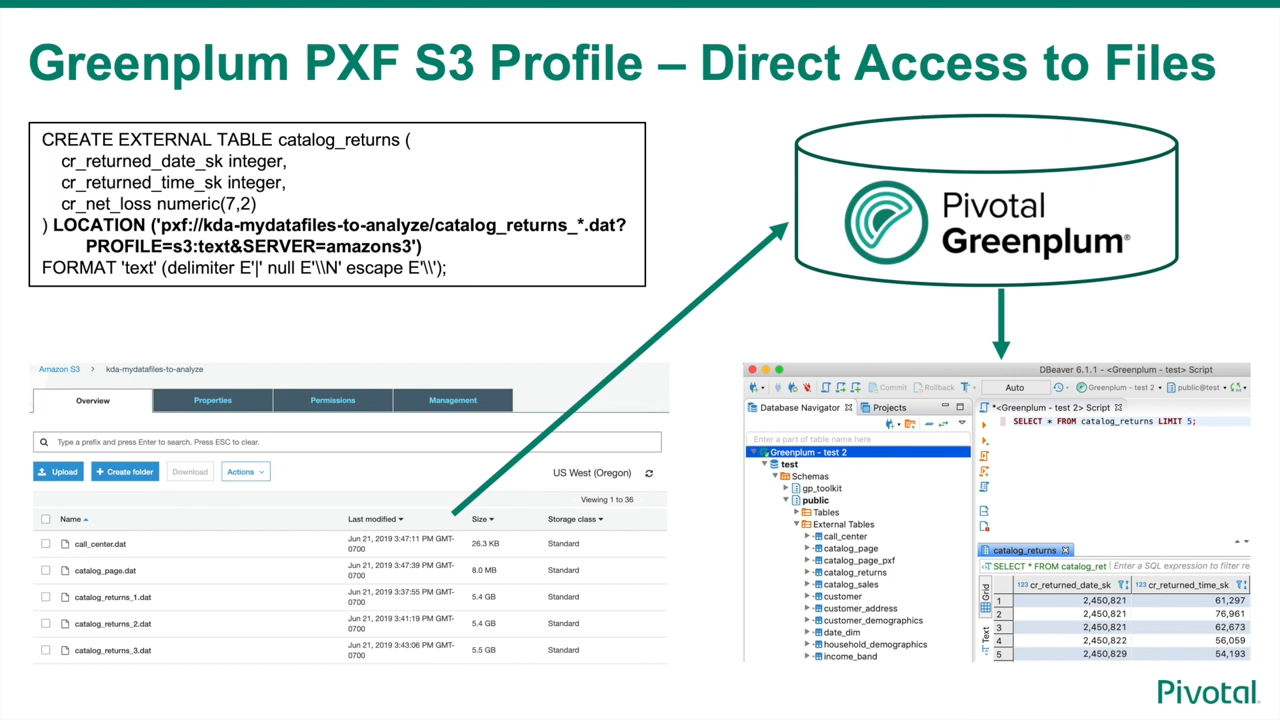 Greenplum PXF S3 Profile – Direct Access to Files
CREATE EXTERNAL TABLE catalog_returns (
cr_returned_date_sk integer,
cr_returned_time_sk integer,
cr_net_loss numeric(7,2)
) LOCATION ('pxf://kda-mydatafiles-to-analyze/catalog_returns_*.dat?
PROFILE=s3:text&SERVER=amazons3')
FORMAT 'text' (delimiter E'|' null E'\\N' escape E'\\');
Pivotal
Greenplum®
Amazon S3 > kda-mydatafiles-to-analyze
Overview Properties Permissions Management
Type a prefix and press Enter to search. Press ESC to clear.
Upload + Create folder Download Actions
US West (Oregon)
Viewing 1 to 36
Name Last modified Size Storage class
call_center.dat Jun 21, 2019 3:47:11 PM GMT- 26.3 KB Standard
0700
catalog_page.dat Jun 21, 2019 3:47:39 PM GMT- 8.0 MB Standard
0700
catalog_returns_1.dat Jun 21, 2019 3:37:55 PM GMT- 5.4 GB Standard
0700
catalog_returns_2.dat Jun 21, 2019 3:41:19 PM GMT- 5.4 GB Standard
0700
catalog_returns_3.dat Jun 21, 2019 3:43:06 PM GMT- 5.5 GB Standard
0700
DBeaver 6.1.1 - <Greenplum - test> Script
Commit Rollback T Auto Greenplum - test 2 public@test
Database Navigator Projects
Enter a part of table name here
Greenplum - test 2
test
Schemas
gp_toolkit
public
Tables
External Tables
call_center
catalog_page
catalog_page_pxf
catalog_returns
catalog_sales
customer
customer_address
customer_demographics
date_dim
household_demographics
income_band
*<Greenplum - test 2> Script
SELECT * FROM catalog_returns LIMIT 5;
catalog_returns
SELECT * FROM catalog_ret Enter a SQL expression to filter re
Grid
Text
123 cr_returned_date_sk 123 cr_returned_time_sk
1 2,450,821 61,297
2 2,450,821 76,961
3 2,450,821 62,673
4 2,450,822 56,059
5 2,450,829 54,193
Pivotal